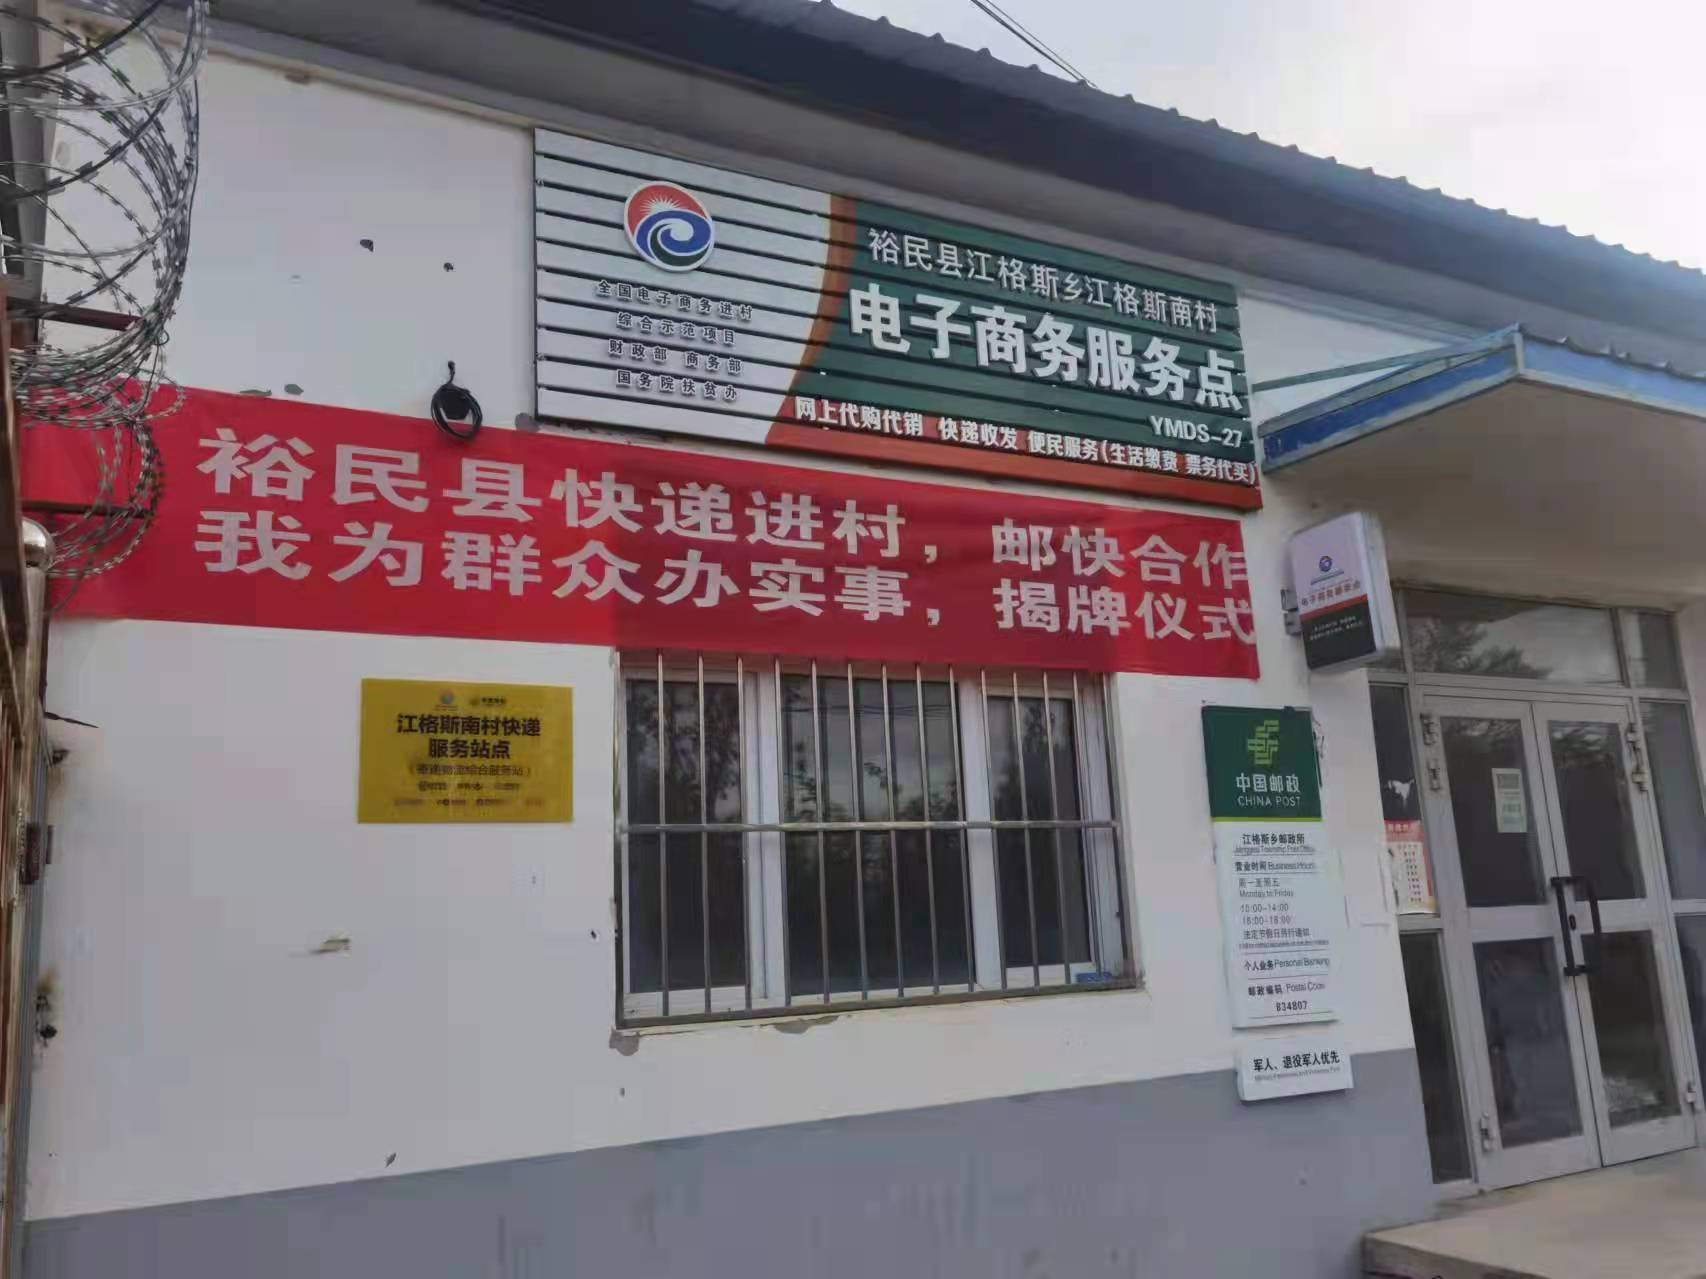 裕民县江格斯乡江格斯南村
电子商务服务点
YMDS-27
网上代购代销 快递收发 便民服务(生活缴费 票务代买)
全国电子商务进村
综合示范项目
财政部 商务部
国务院扶贫办
裕民县快递进村，邮快合作
我为群众办实事，揭牌仪式
江格斯南村快递
服务站点
（寄递物流综合服务站）
电子商务服务点
中国邮政
CHINA POST
江格斯乡邮政所
营业时间 Business Hours
周一至周五
Monday to Friday
10:00-14:00
16:00-18:00
法定节假日另行通知
个人业务 Personal Banking
邮政编码 Postal Code
834807
军人、退役军人优先